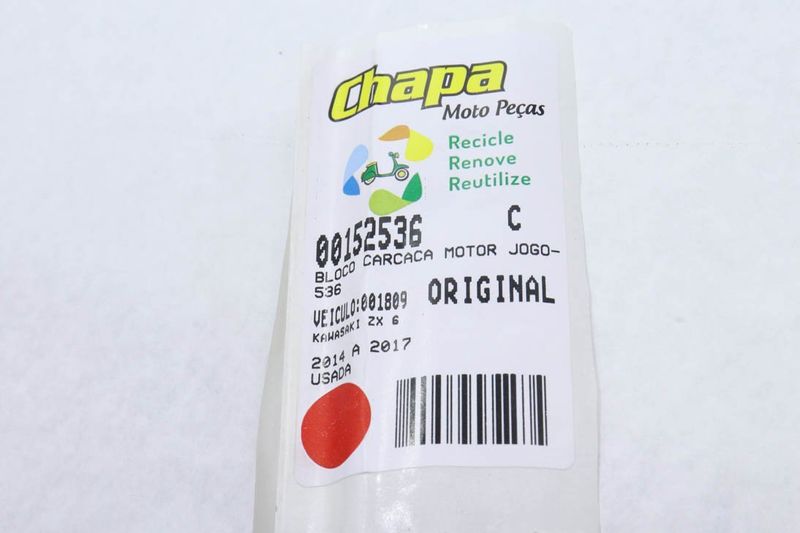 Chapa
Moto Peças
Recicle
Renove
Reutilize
00152536 C
BLOCO CARCACA MOTOR JOGO-
536
VEICULO:001809 ORIGINAL
KAWASAKI ZX 6
2014 A 2017
USADA